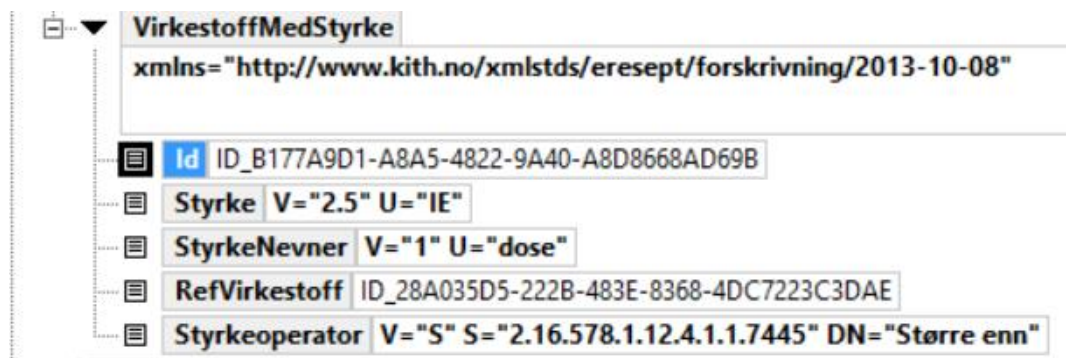 VirkestoffMedStyrke
xmlns="http://www.kith.no/xmlstds/eresept/forskrivning/2013-10-08"
Id ID_B177A9D1-A8A5-4822-9A40-A8D8668AD69B
Styrke V="2.5" U="IE"
StyrkeNevner V="1" U="dose"
RefVirkestoff ID_28A035D5-222B-483E-8368-4DC7223C3DAE
Styrkeoperator V="S" S="2.16.578.1.12.4.1.1.7445" DN="Større enn"